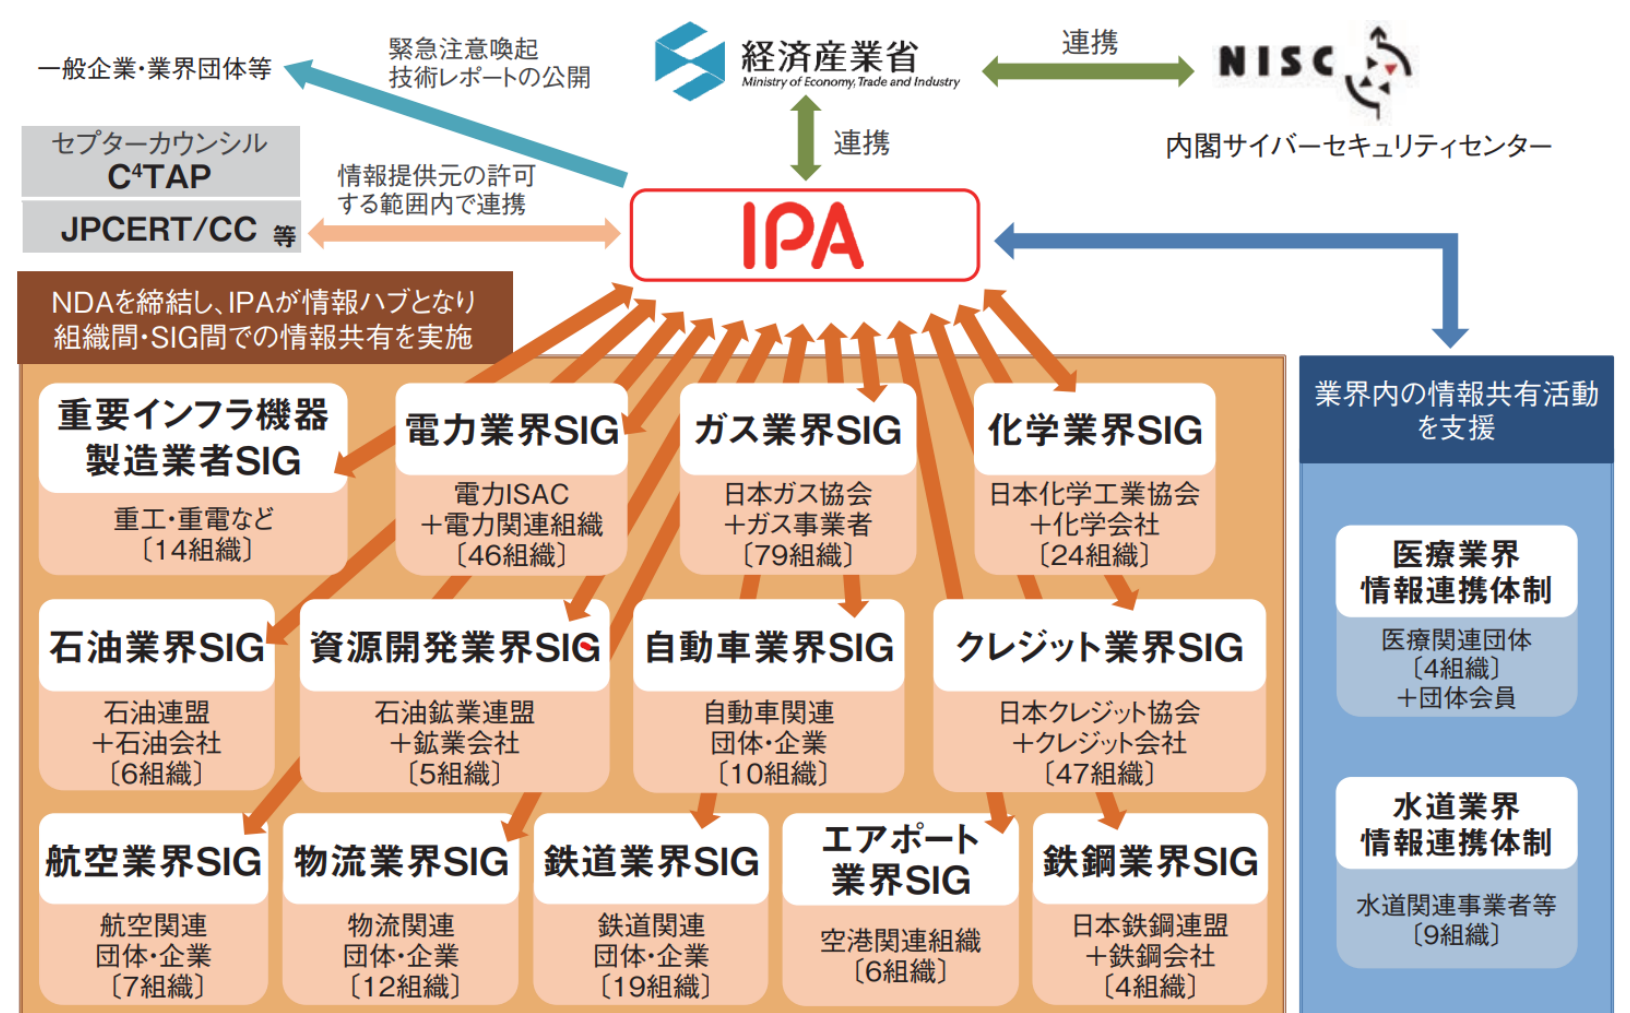 一般企業・業界団体等
緊急注意喚起
技術レポートの公開
経済産業省
Ministry of Economy, Trade and Industry
連携
NISC
内閣サイバーセキュリティセンター
連携
セプターカウンシル
C⁴TAP
JPCERT/CC 等
情報提供元の許可
する範囲内で連携
IPA
NDAを締結し、IPAが情報ハブとなり
組織間・SIG間での情報共有を実施
重要インフラ機器
製造業者SIG
重工・重電など
〔14組織〕
電力業界SIG
電力ISAC
＋電力関連組織
〔46組織〕
ガス業界SIG
日本ガス協会
＋ガス事業者
〔79組織〕
化学業界SIG
日本化学工業協会
＋化学会社
〔24組織〕
石油業界SIG
石油連盟
＋石油会社
〔6組織〕
資源開発業界SIG
石油鉱業連盟
＋鉱業会社
〔5組織〕
自動車業界SIG
自動車関連
団体・企業
〔10組織〕
クレジット業界SIG
日本クレジット協会
＋クレジット会社
〔47組織〕
航空業界SIG
航空関連
団体・企業
〔7組織〕
物流業界SIG
物流関連
団体・企業
〔12組織〕
鉄道業界SIG
鉄道関連
団体・企業
〔19組織〕
エアポート
業界SIG
空港関連組織
〔6組織〕
鉄鋼業界SIG
日本鉄鋼連盟
＋鉄鋼会社
〔4組織〕
業界内の情報共有活動
を支援
医療業界
情報連携体制
医療関連団体
〔4組織〕
＋団体会員
水道業界
情報連携体制
水道関連事業者等
〔9組織〕